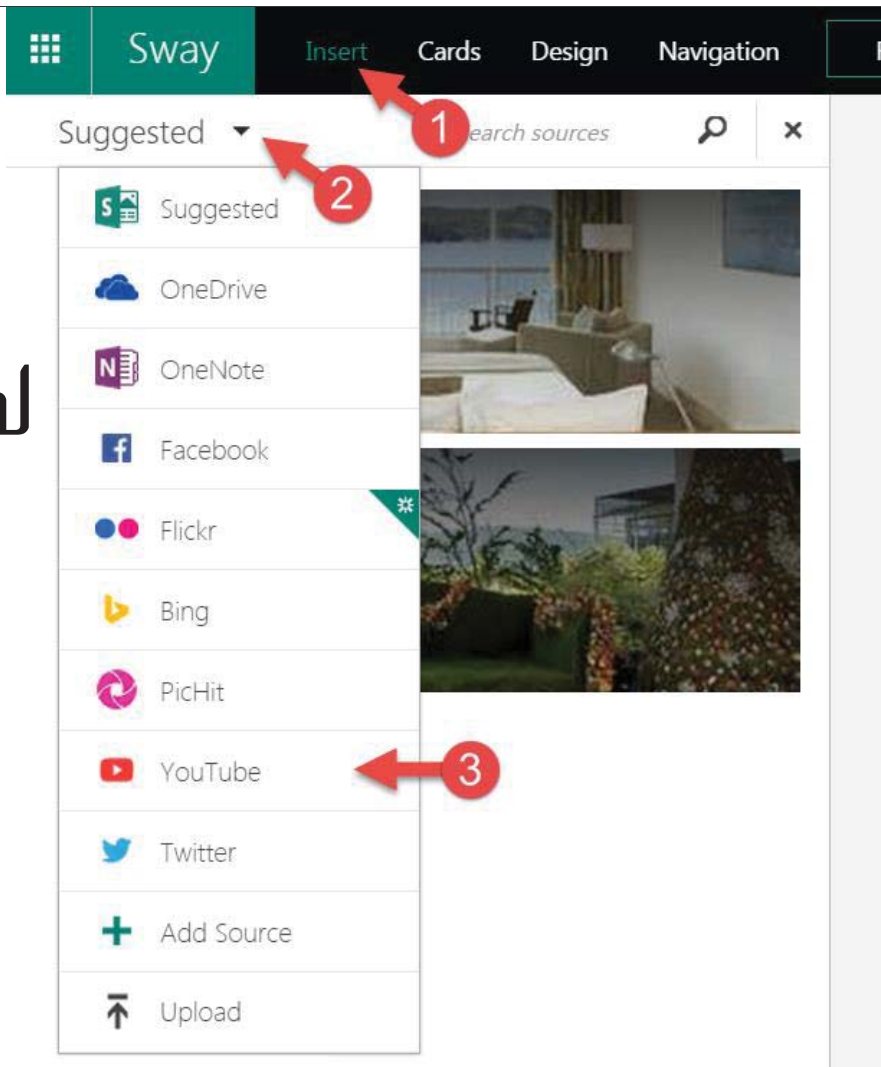 Sway Insert Cards Design Navigation
1
Suggested earch sources
2
Suggested
OneDrive
OneNote
Facebook
Flickr
Bing
PicHit
YouTube 3
Twitter
Add Source
Upload